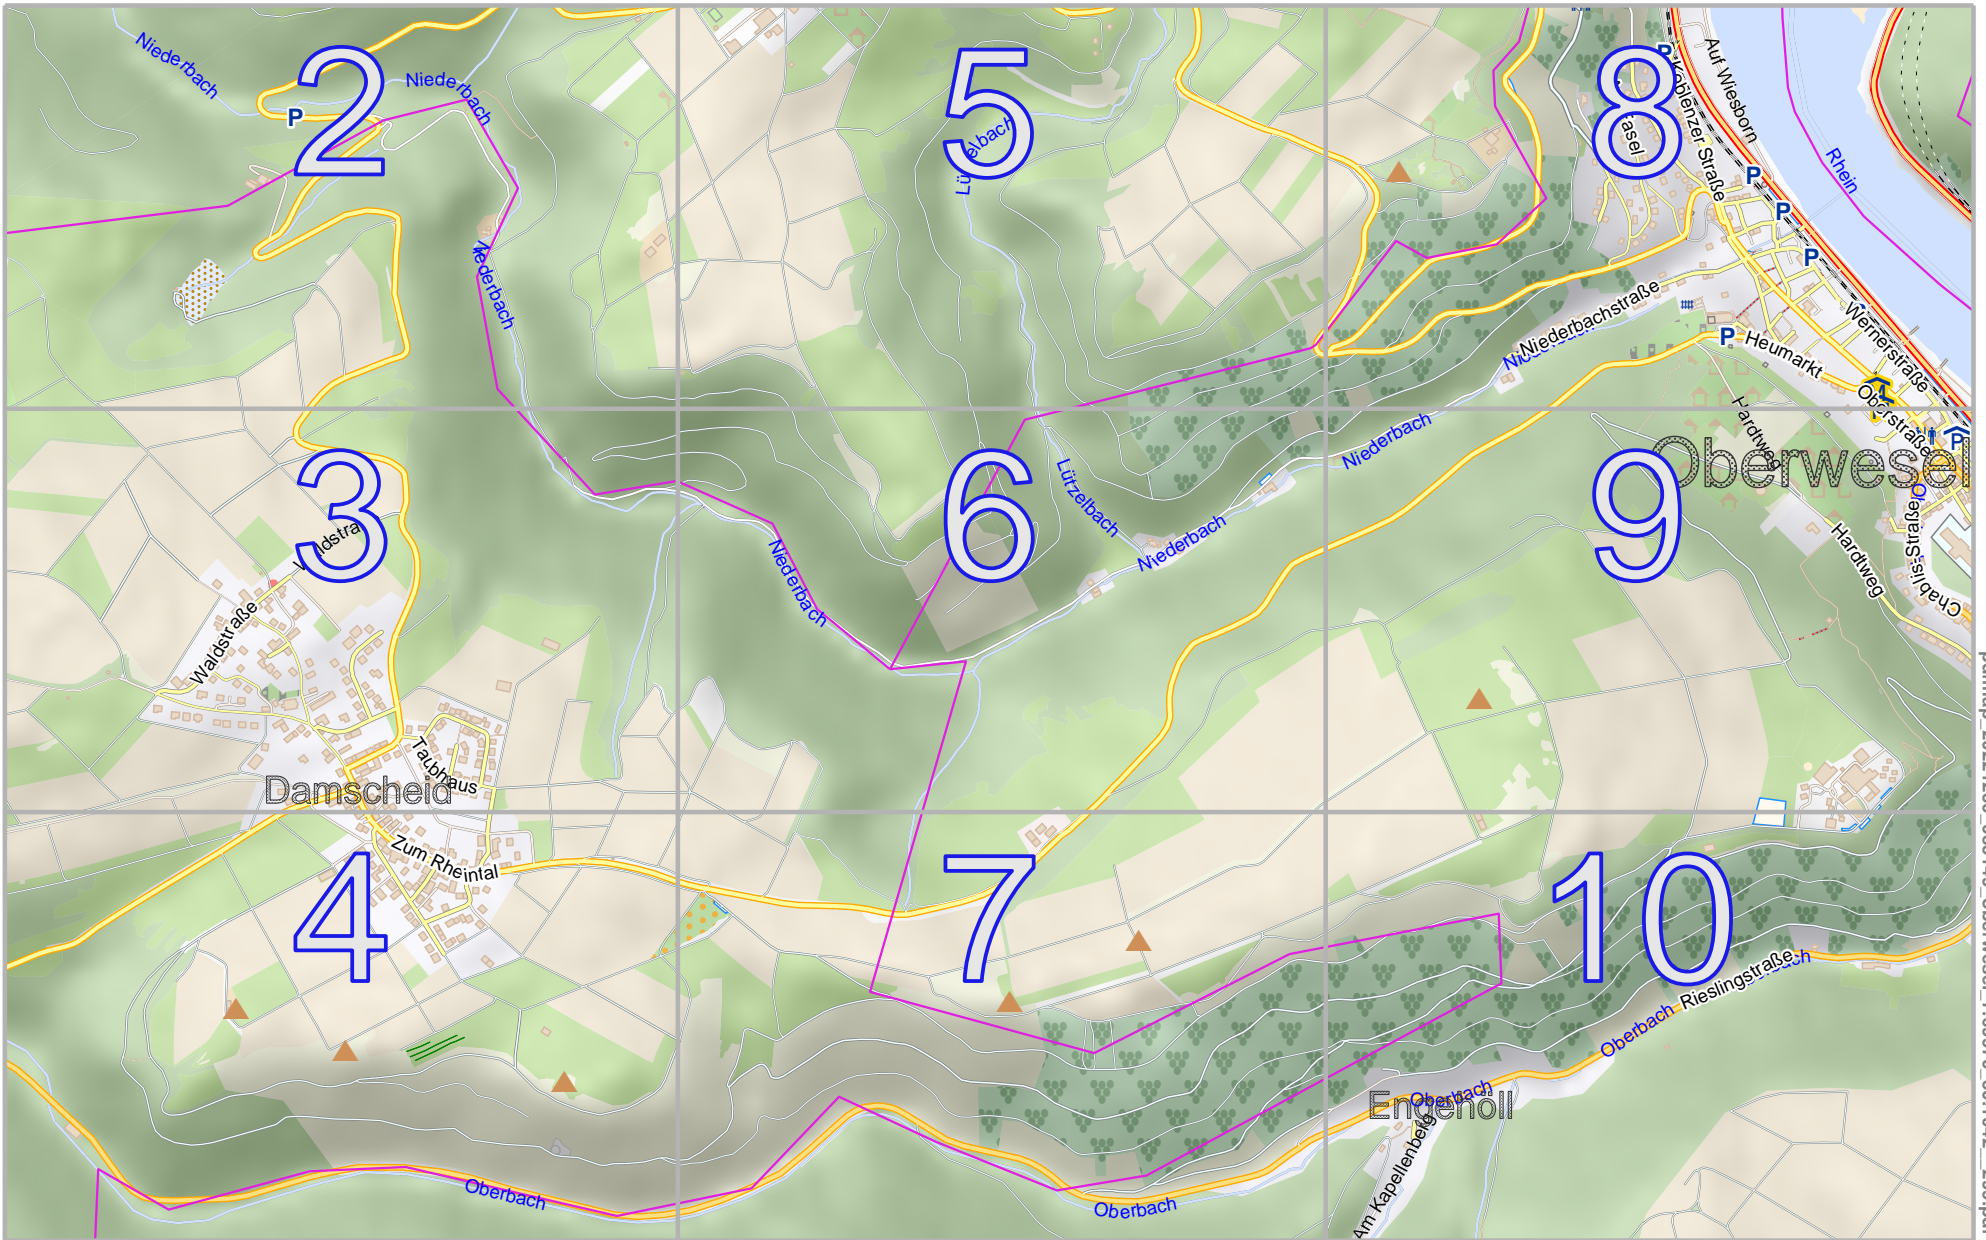 Niederbach
Niederbach
2
P
Niederbach
5
Lützelbach
8
P
Auf Wiesborn
Koblenzer Straße
P
P
P
Rhein
Niederbachstraße
Niederbach
P
Heumarkt
Wernerstraße
Oberstraße
3
Waldstraße
Waldstraße
Damscheid
Taubhaus
6
Lützelbach
Niederbach
Niederbach
Niederbach
9
Oberwesel
Hardtweg
Hardtweg
P
Chablis-Straße
4
Zum Rheintal
Oberbach
7
Oberbach
10
Oberbach
Rieslingstraße
Oberbach
Engehöll
Am Kapellenberg